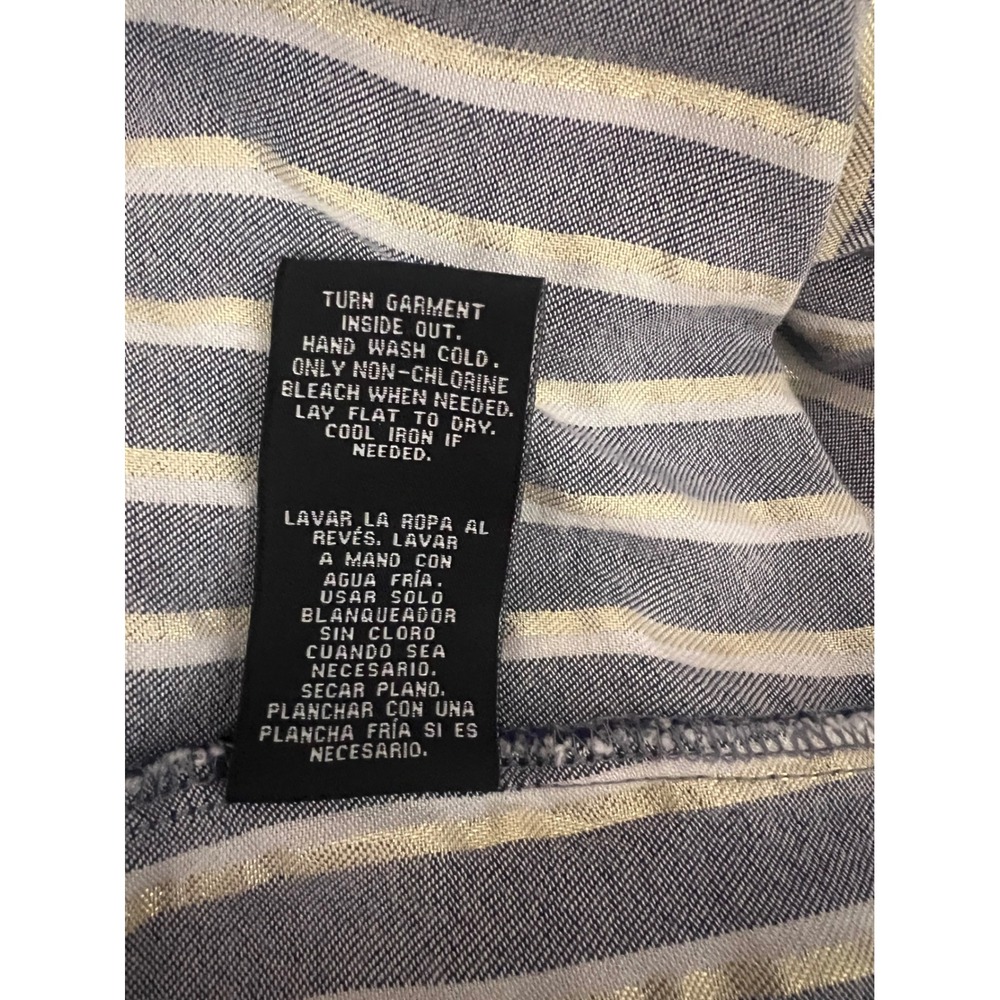 TURN GARMENT
INSIDE OUT.
HAND WASH COLD.
ONLY NON-CHLORINE
BLEACH WHEN NEEDED.
LAY FLAT TO DRY.
COOL IRON IF
NEEDED.
LAVAR LA ROPA AL
REVÉS. LAVAR
A MANO CON
AGUA FRÍA.
USAR SOLO
BLANQUEADOR
SIN CLORO
CUANDO SEA
NECESARIO.
SECAR PLANO.
PLANCHAR CON UNA
PLANCHA FRÍA SI ES
NECESARIO.